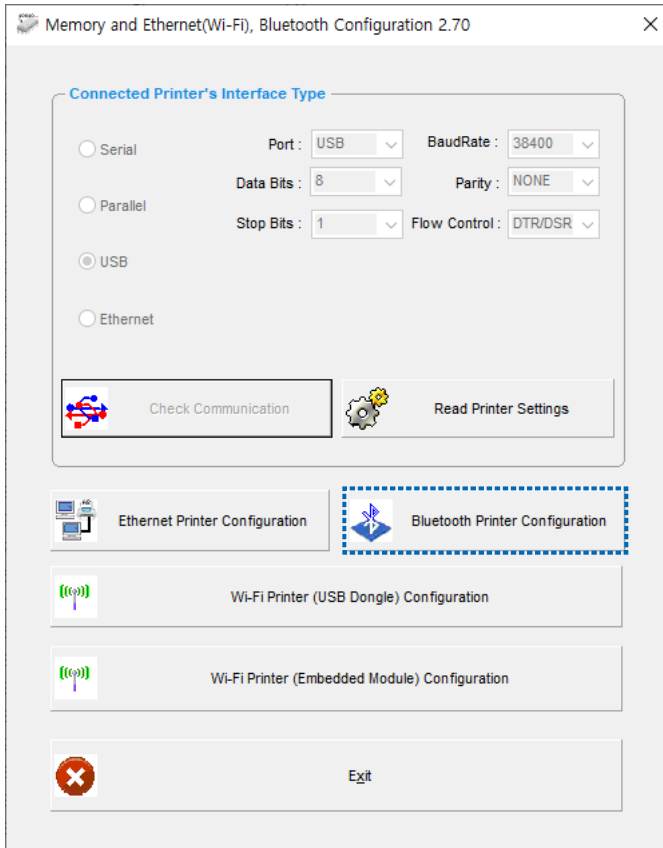 Memory and Ethernet(Wi-Fi), Bluetooth Configuration 2.70
Connected Printer's Interface Type
Serial
Port : USB
BaudRate : 38400
Data Bits : 8
Parity : NONE
Parallel
Stop Bits : 1
Flow Control : DTR/DSR
USB
Ethernet
Check Communication
Read Printer Settings
Ethernet Printer Configuration
Bluetooth Printer Configuration
Wi-Fi Printer (USB Dongle) Configuration
Wi-Fi Printer (Embedded Module) Configuration
Exit